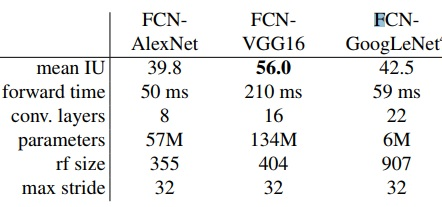 FCN- FCN- FCN-
AlexNet VGG16 GoogLeNet⁴
mean IU 39.8 56.0 42.5
forward time 50 ms 210 ms 59 ms
conv. layers 8 16 22
parameters 57M 134M 6M
rf size 355 404 907
max stride 32 32 32